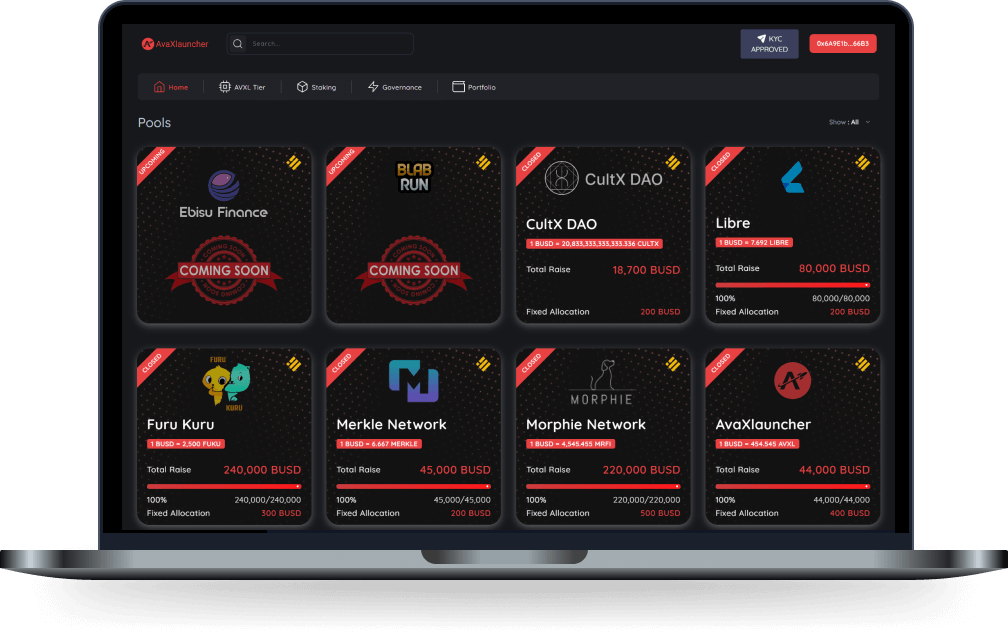 AvaXlauncher
Search...
KYC
APPROVED
0x6A9E1b...66B3
Home
AVXL Tier
Staking
Governance
Portfolio
Pools
Show : All
UPCOMING
Ebisu Finance
COMING SOON
COMING SOON
COMING SOON
UPCOMING
BLAB
RUN
COMING SOON
COMING SOON
COMING SOON
CLOSED
CultX DAO
CultX DAO
1 BUSD = 20,833,333,333,333.336 CULTX
Total Raise 18,700 BUSD
Fixed Allocation 200 BUSD
CLOSED
Libre
1 BUSD = 7.692 LIBRE
Total Raise 80,000 BUSD
100% 80,000/80,000
Fixed Allocation 200 BUSD
CLOSED
FURU
KURU
Furu Kuru
1 BUSD = 2,500 FUKU
Total Raise 240,000 BUSD
100% 240,000/240,000
Fixed Allocation 300 BUSD
CLOSED
Merkle Network
1 BUSD = 6.667 MERKLE
Total Raise 45,000 BUSD
100% 45,000/45,000
Fixed Allocation 200 BUSD
CLOSED
MORPHIE
Morphie Network
1 BUSD = 4,545.455 MRFI
Total Raise 220,000 BUSD
100% 220,000/220,000
Fixed Allocation 500 BUSD
CLOSED
AvaXlauncher
1 BUSD = 454.545 AVXL
Total Raise 44,000 BUSD
100% 44,000/44,000
Fixed Allocation 400 BUSD